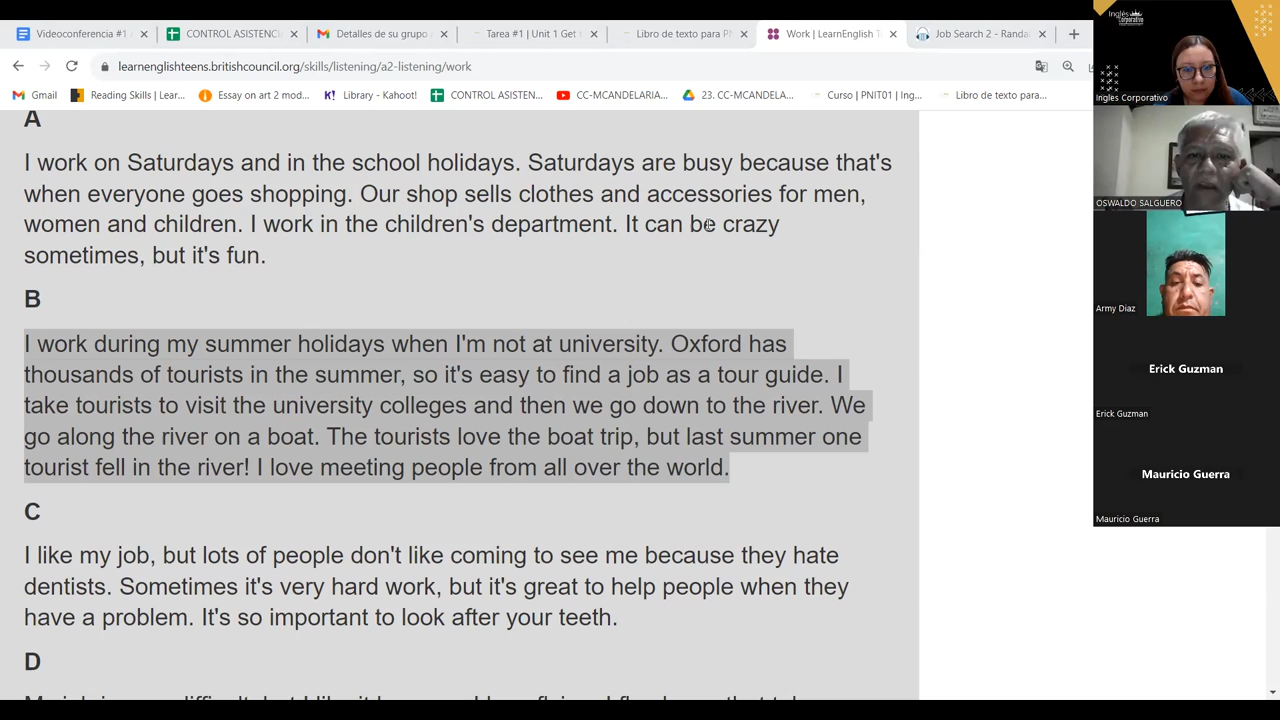 Videoconferencia #1
CONTROL ASISTENCI
Detalles de su grupo
Tarea #1 | Unit 1 Get
Libro de texto para PN
Work | LearnEnglish T
Job Search 2 - Randa
learnenglishteens.britishcouncil.org/skills/listening/a2-listening/work
Gmail
Reading Skills | Lear...
Essay on art 2 mod...
Library - Kahoo...
CONTROL ASISTEN...
CC-MCANDELARIA...
23. CC-MCANDELA...
Curso | PNIT01 | Ing...
Libro de texto para...
A
I work on Saturdays and in the school holidays. Saturdays are busy because that's
when everyone goes shopping. Our shop sells clothes and accessories for men,
women and children. I work in the children's department. It can be crazy
sometimes, but it's fun.
B
I work during my summer holidays when I'm not at university. Oxford has
thousands of tourists in the summer, so it's easy to find a job as a tour guide. I
take tourists to visit the university colleges and then we go down to the river. We
go along the river on a boat. The tourists love the boat trip, but last summer one
tourist fell in the river! I love meeting people from all over the world.
C
I like my job, but lots of people don't like coming to see me because they hate
dentists. Sometimes it's very hard work, but it's great to help people when they
have a problem. It's so important to look after your teeth.
D
Inglés
Corporativo
Ingles Corporativo
OSWALDO SALGUERO
Army Diaz
Erick Guzman
Erick Guzman
Mauricio Guerra
Mauricio Guerra